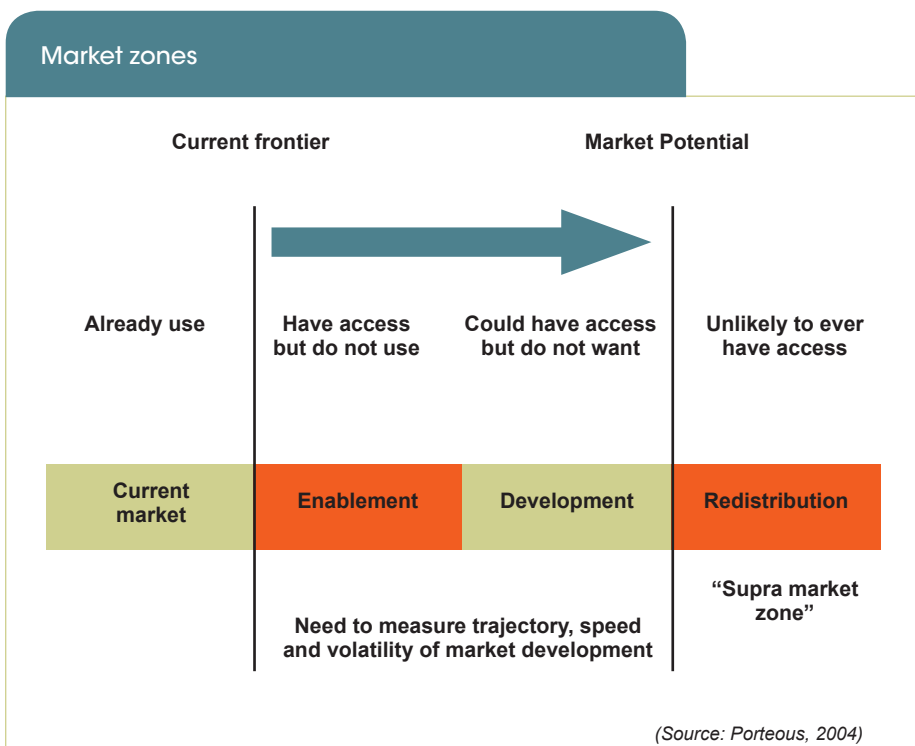 Market zones
Current frontier
Market Potential
Already use
Have access
but do not use
Could have access
but do not want
Unlikely to ever
have access
Current
market
Enablement
Development
Redistribution
“Supra market
zone”
Need to measure trajectory, speed
and volatility of market development
(Source: Porteous, 2004)